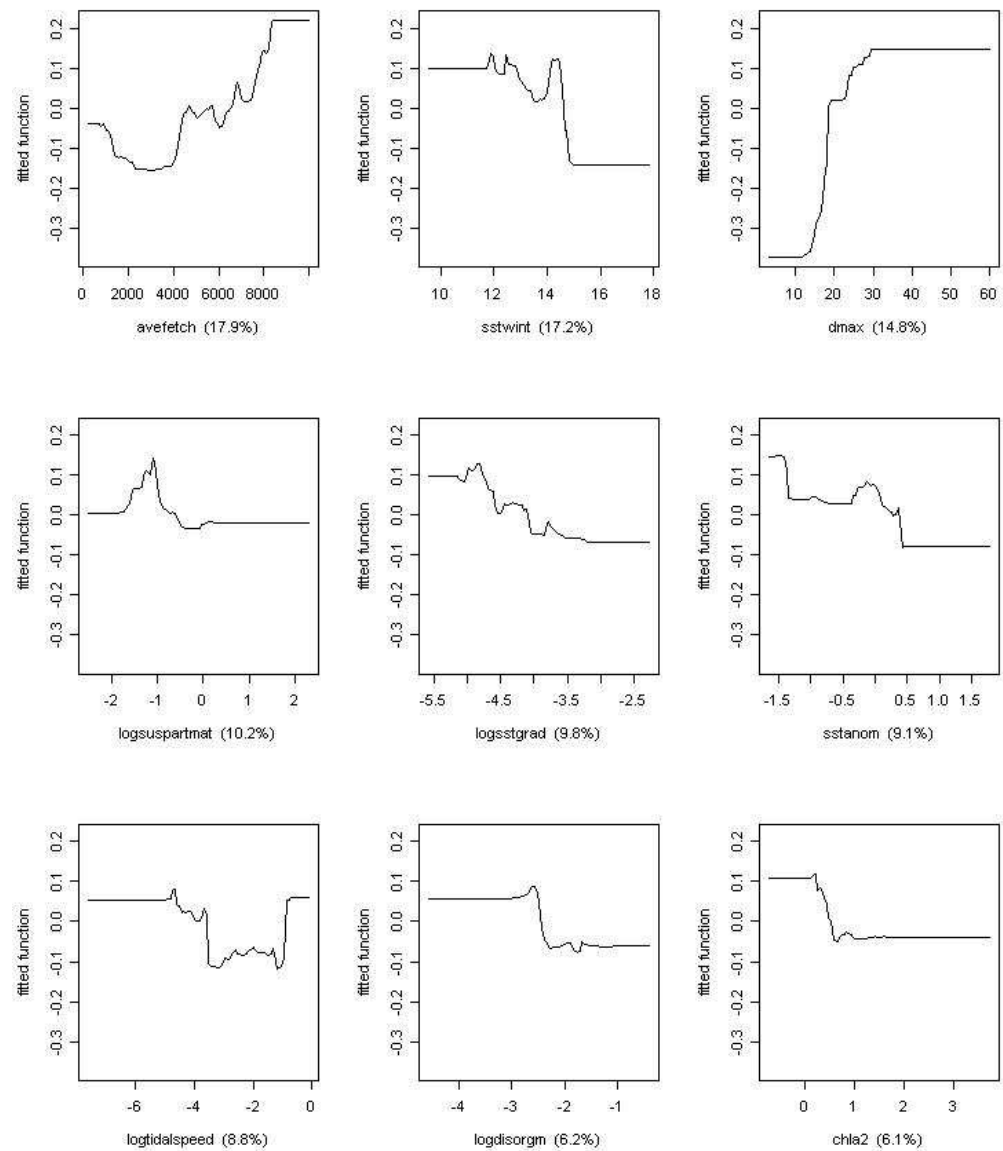 fitted function
0.2
0.1
0.0
-0.1
-0.2
-0.3
0 2000 4000 6000 8000
avefetch (17.9%)
fitted function
0.2
0.1
0.0
-0.1
-0.2
-0.3
10 12 14 16 18
sstwint (17.2%)
fitted function
0.2
0.1
0.0
-0.1
-0.2
-0.3
10 20 30 40 50 60
dmax (14.8%)
fitted function
0.2
0.1
0.0
-0.1
-0.2
-0.3
-2 -1 0 1 2
logsuspartmat (10.2%)
fitted function
0.2
0.1
0.0
-0.1
-0.2
-0.3
-5.5 -4.5 -3.5 -2.5
logsstgrad (9.8%)
fitted function
0.2
0.1
0.0
-0.1
-0.2
-0.3
-1.5 -0.5 0.5 1.0 1.5
sstanom (9.1%)
fitted function
0.2
0.1
0.0
-0.1
-0.2
-0.3
-6 -4 -2 0
logtidalspeed (8.8%)
fitted function
0.2
0.1
0.0
-0.1
-0.2
-0.3
-4 -3 -2 -1
logdisorgm (6.2%)
fitted function
0.2
0.1
0.0
-0.1
-0.2
-0.3
0 1 2 3
chla2 (6.1%)